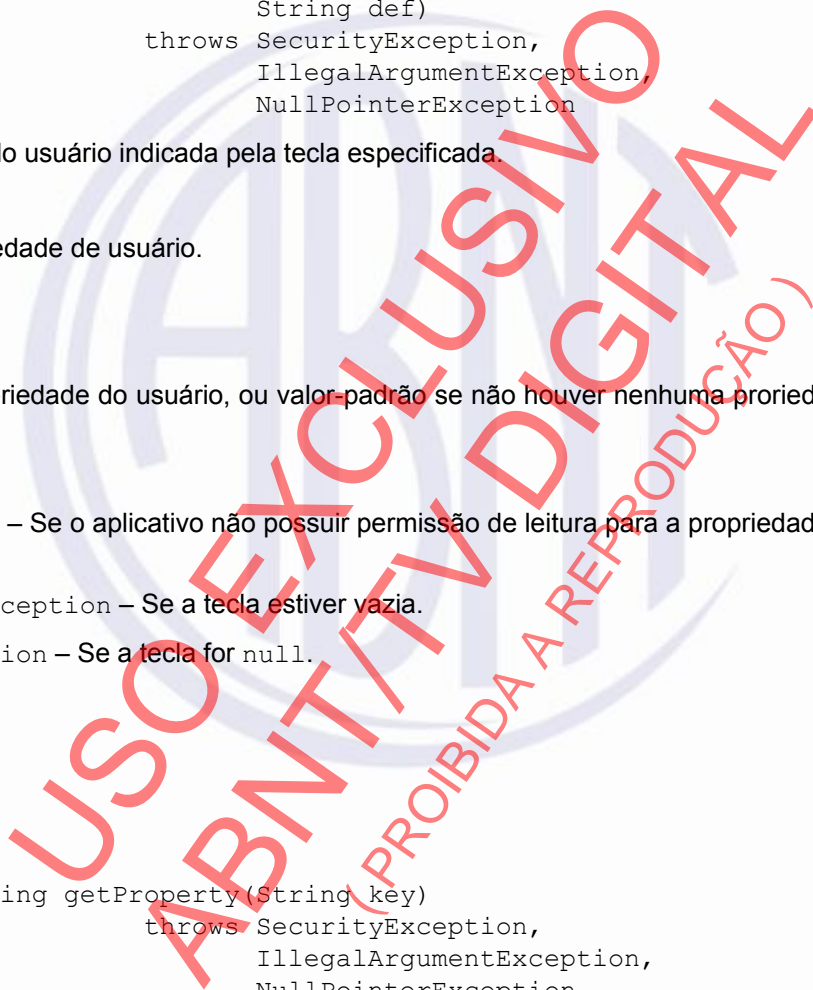 String def)
throws SecurityException,
IllegalArgumentException,
NullPointerException
do usuário indicada pela tecla especificada.
edade de usuário.
riedade do usuário, ou valor-padrão se não houver nenhuma proried
– Se o aplicativo não possuir permissão de leitura para a propriedad
ception – Se a tecla estiver vazia.
ion – Se a tecla for null.
ing getProperty(String key)
throws SecurityException,
IllegalArgumentException,
NullPointerException
ABNT
USO EXCLUSIVO
ABNT/TV DIGITAL
( PROIBIDA A REPRODUÇÃO )